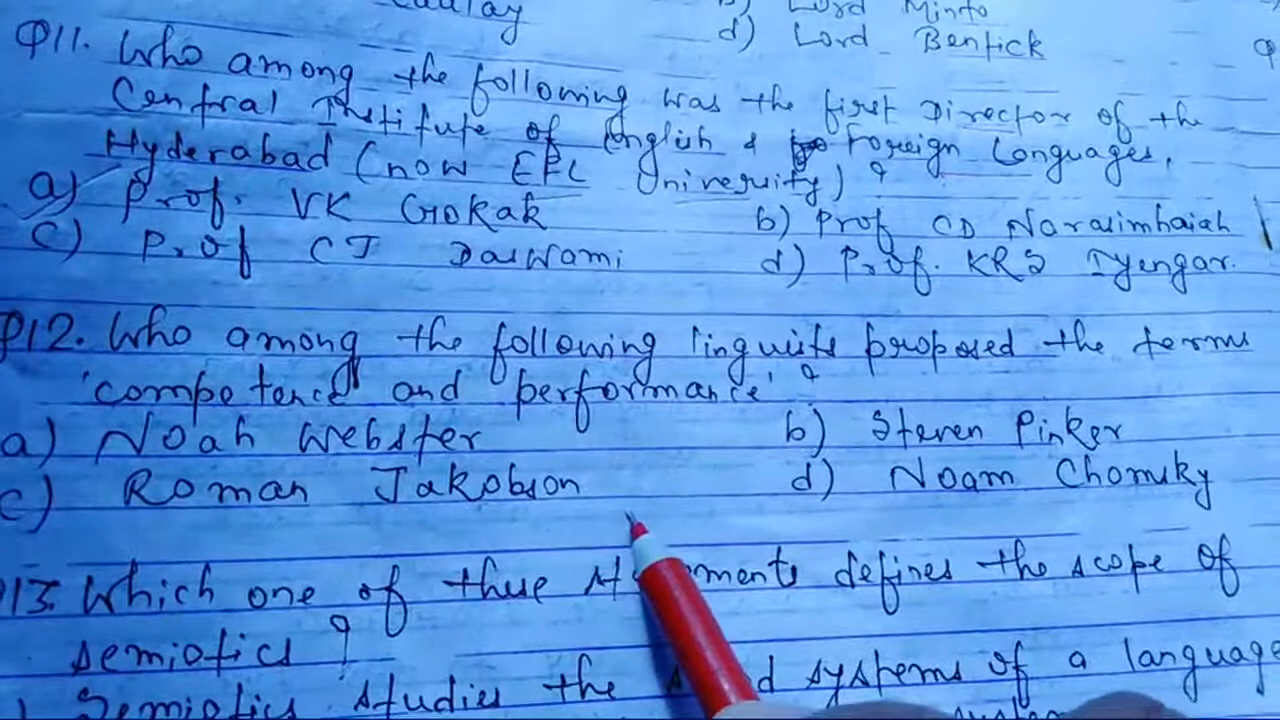 b) Lord Minto
d) Lord Bentick
Q11. Who among the following was the first Director of the
Central Institute of English & Foreign Languages,
Hyderabad (now EFL University)?
a) Prof. VK Gokak
b) Prof CD Narasimhaiah
c) Prof CJ Daswami
d) Prof. KRS Iyengar.
Q12. Who among the following linguists proposed the terms
'competence and performance'?
a) Noah Webster
b) Steven Pinker
c) Roman Jakobson
d) Noam Chomsky
13. Which one of these defines the scope of
semiotics?
Semiotics studies the systems of a language